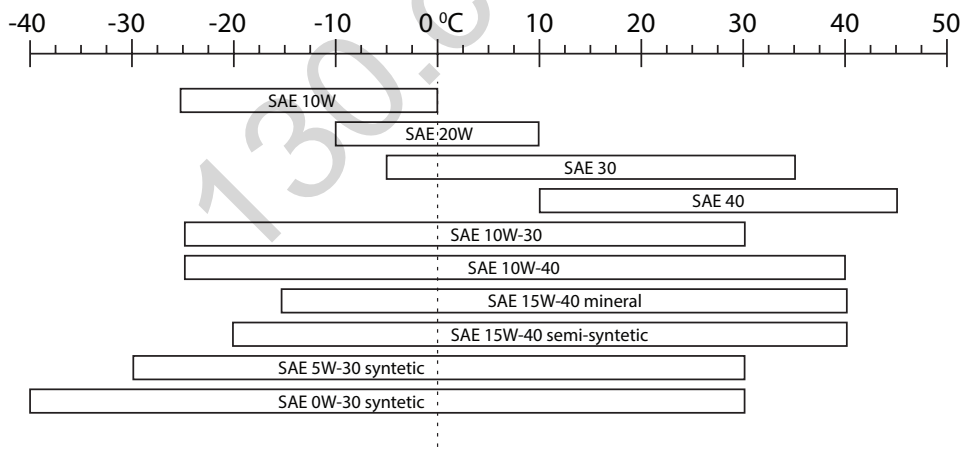 -40 -30 -20 -10 0 ⁰C 10 20 30 40 50
SAE 10W
SAE 20W
SAE 30
SAE 40
SAE 10W-30
SAE 10W-40
SAE 15W-40 mineral
SAE 15W-40 semi-syntetic
SAE 5W-30 syntetic
SAE 0W-30 syntetic
130.c